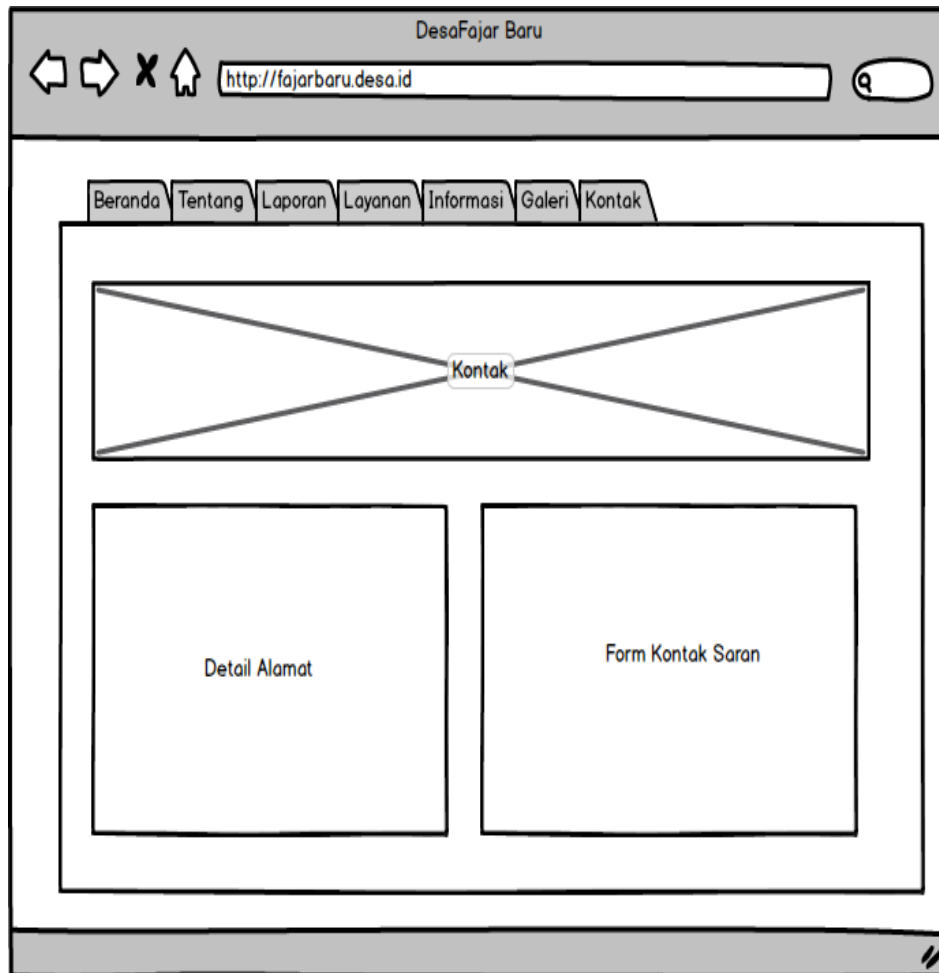 DesaFajar Baru
http://fajarbaru.desa.id
Beranda Tentang Laporan Layanan Informasi Galeri Kontak
Kontak
Detail Alamat
Form Kontak Saran